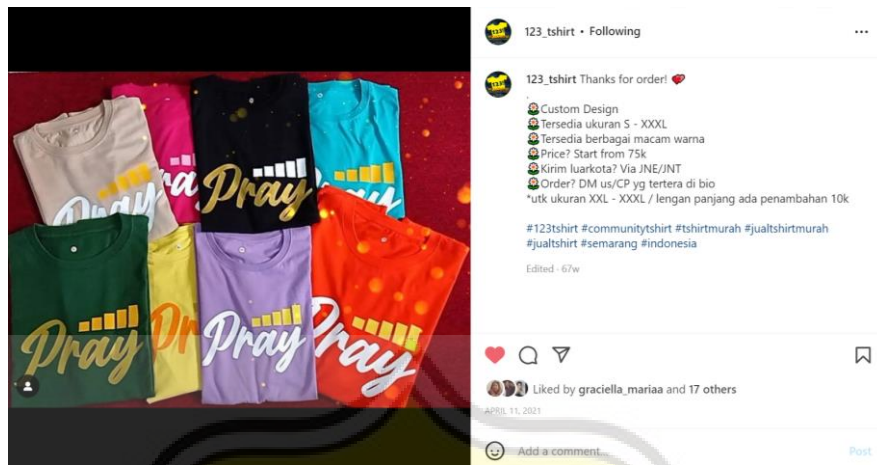 123_tshirt • Following
123_tshirt Thanks for order!
.
Custom Design
Tersedia ukuran S - XXXL
Tersedia berbagai macam warna
Price? Start from 75k
Kirim luarkota? Via JNE/JNT
Order? DM us/CP yg tertera di bio
*utk ukuran XXL - XXXL / lengan panjang ada penambahan 10k
#123tshirt #communitytshirt #tshirtmurah #jualtshirtmurah
#jualtshirt #semarang #indonesia
Edited · 67w
Liked by graciella_mariaa and 17 others
APRIL 11, 2021
Add a comment...
Post
Pray
Pray
Pray
Pray